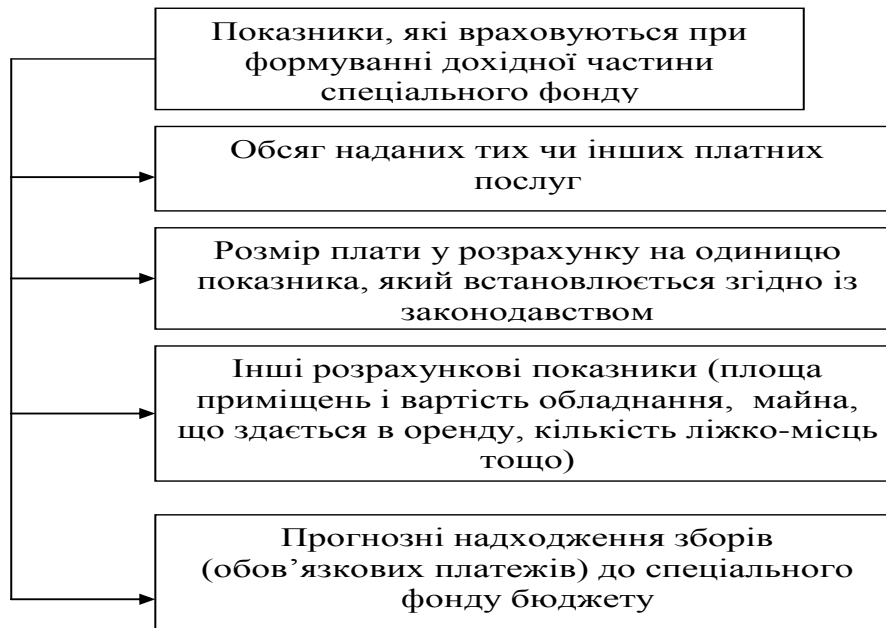 Показники, які враховуються при
формуванні дохідної частини
спеціального фонду
Обсяг наданих тих чи інших платних
послуг
Розмір плати у розрахунку на одиницю
показника, який встановлюється згідно із
законодавством
Інші розрахункові показники (площа
приміщень і вартість обладнання, майна,
що здається в оренду, кількість ліжко-місць
тощо)
Прогнозні надходження зборів
(обов’язкових платежів) до спеціального
фонду бюджету